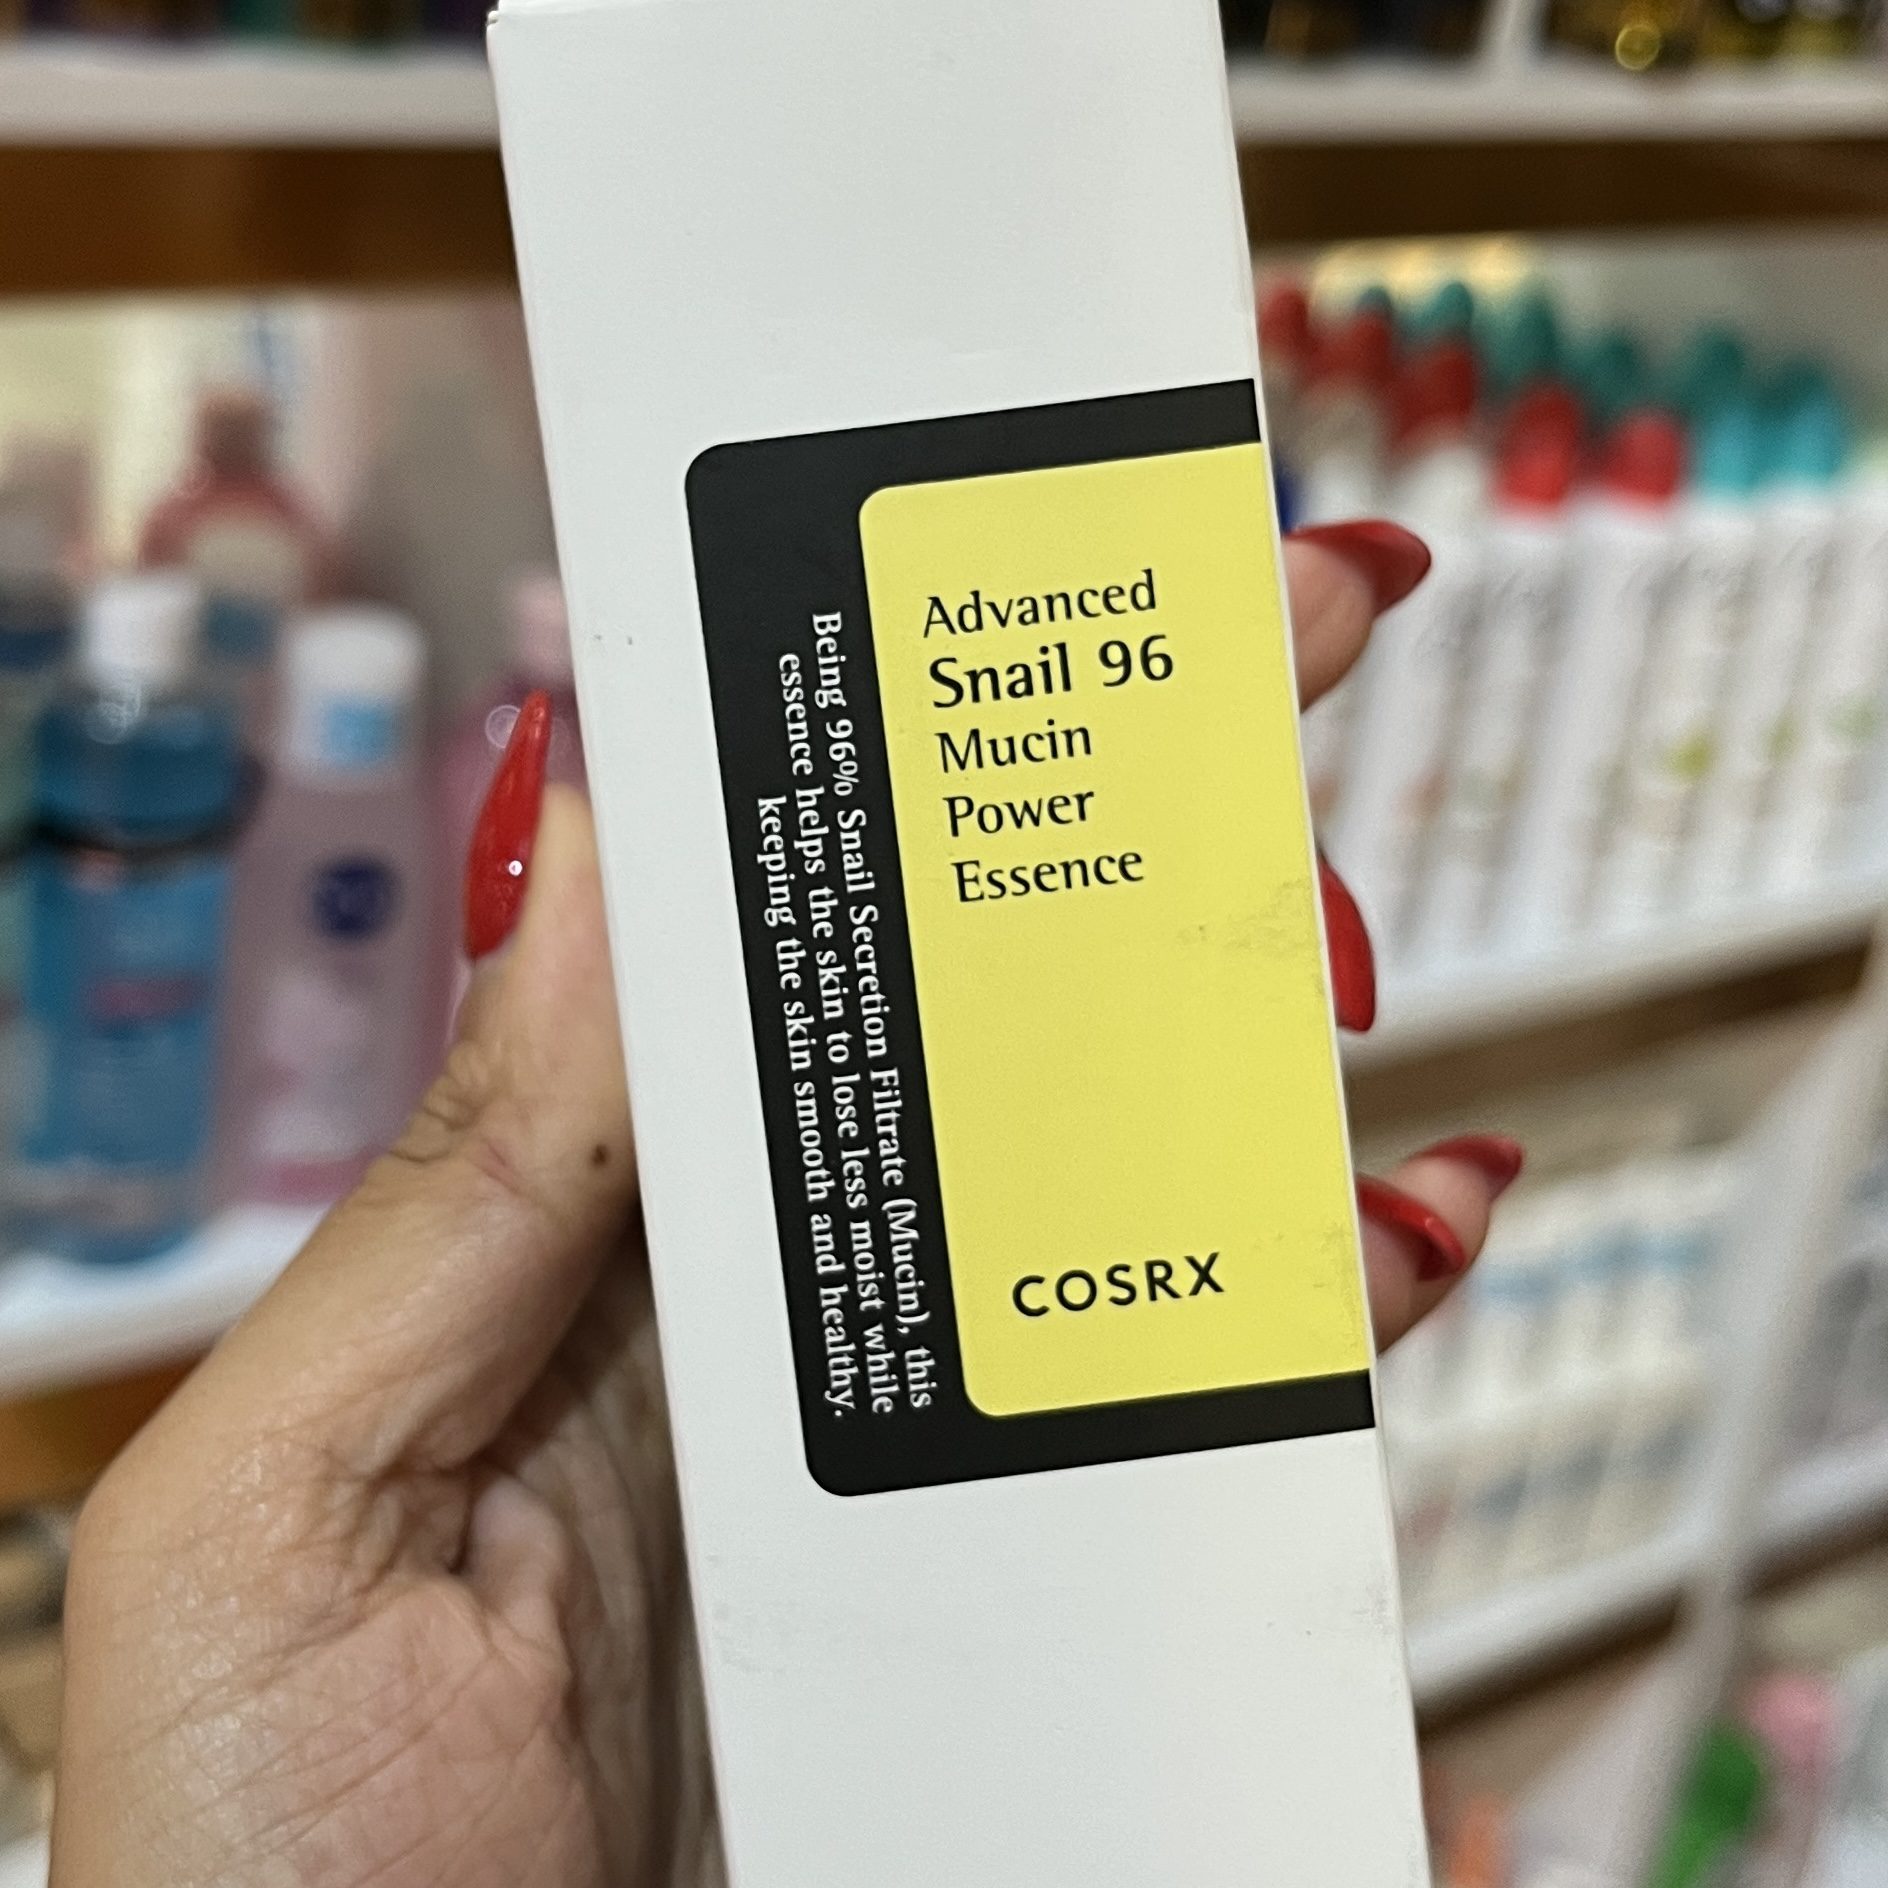 Advanced
Snail 96
Mucin
Power
Essence
COSRX
Being 96% Snail Secretion Filtrate (Mucin), this
essence helps the skin to lose less moist while
keeping the skin smooth and healthy.